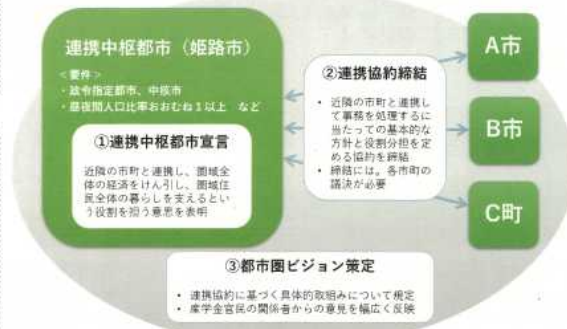 連携中枢都市（姫路市）
＜要件＞
・政令指定都市、中核市
・昼夜間人口比率おおむね１以上　など
①連携中枢都市宣言
近隣の市町と連携し、圏域全
体の経済をけん引し、圏域住
民全体の暮らしを支えるとい
う役割を担う意思を表明
②連携協約締結
• 近隣の市町と連携し
て事務を処理するに
当たっての基本的な
方針と役割分担を定
める協約を締結
• 締結には。各市町の
議決が必要
A市
B市
C町
③都市圏ビジョン策定
• 連携協約に基づく具体的取組みについて規定
• 産学金官民の関係者からの意見を幅広く反映